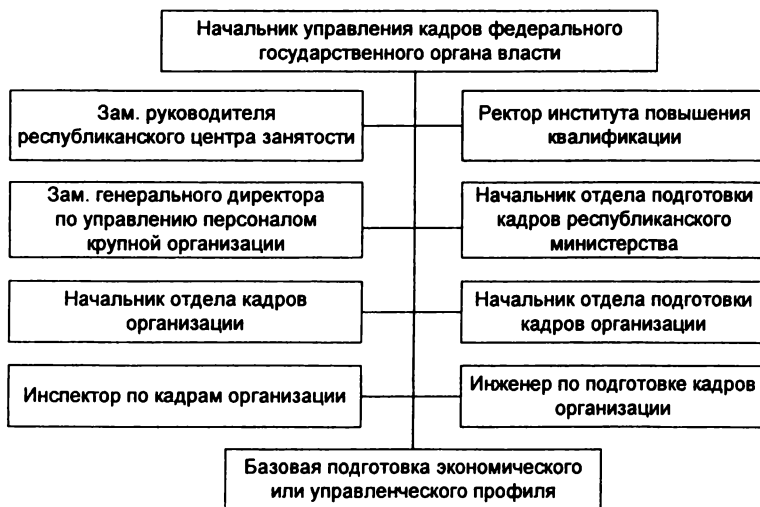 Начальник управления кадров федерального
государственного органа власти
Зам. руководителя
республиканского центра занятости
Ректор института повышения
квалификации
Зам. генерального директора
по управлению персоналом
крупной организации
Начальник отдела подготовки
кадров республиканского
министерства
Начальник отдела кадров
организации
Начальник отдела подготовки
кадров организации
Инспектор по кадрам организации
Инженер по подготовке кадров
организации
Базовая подготовка экономического
или управленческого профиля